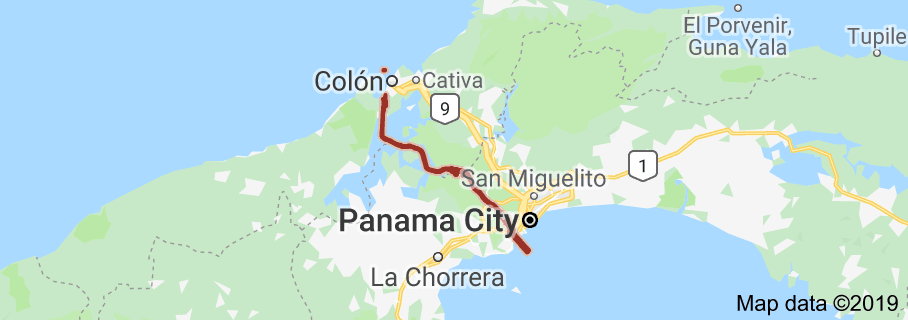 El Porvenir,
Guna Yala
Tupile
Colón
Cativa
9
1
San Miguelito
Panama City
La Chorrera
Map data ©2019